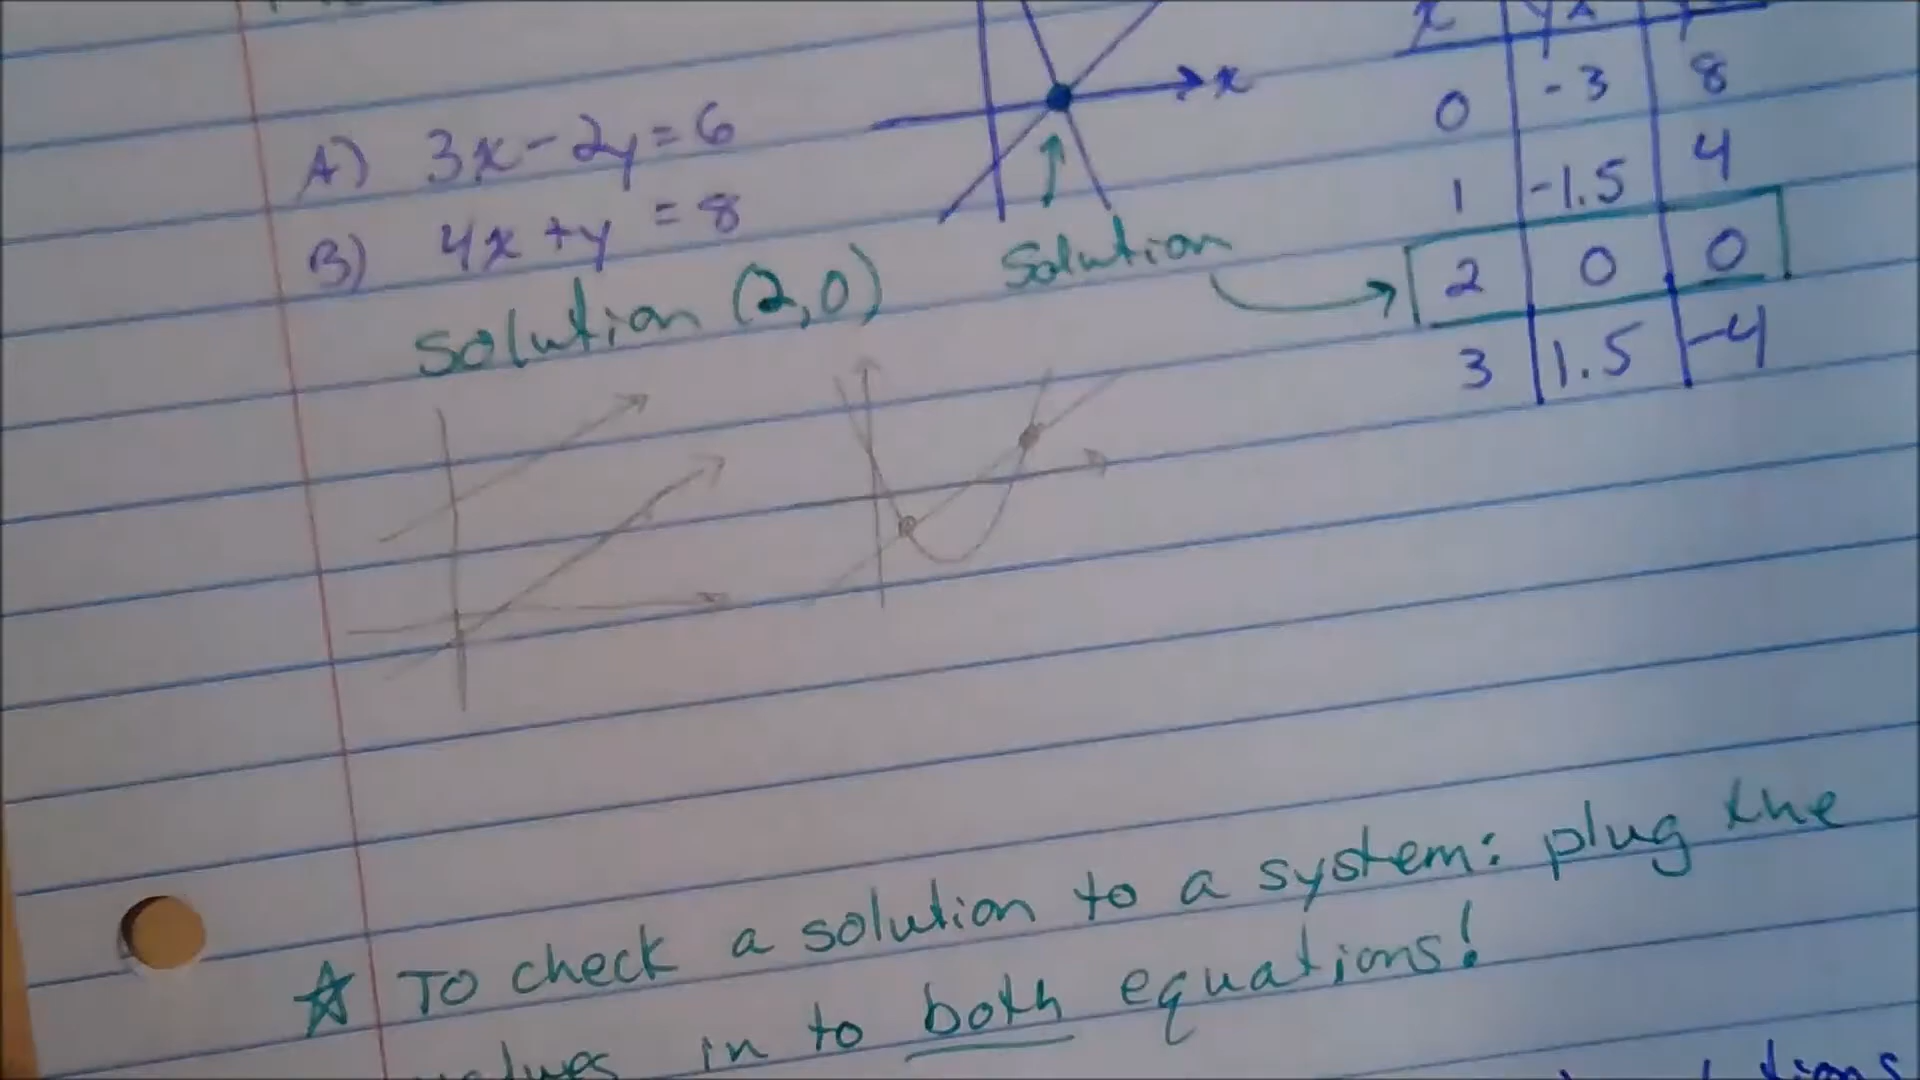 x
A) 3x-2y=6
B) 4x+y=8
Solution (2,0)
Solution
x
0 -3 8
1 -1.5 4
2 0 0
3 1.5 -4
☆ To check a solution to a system: plug the
in to both equations!